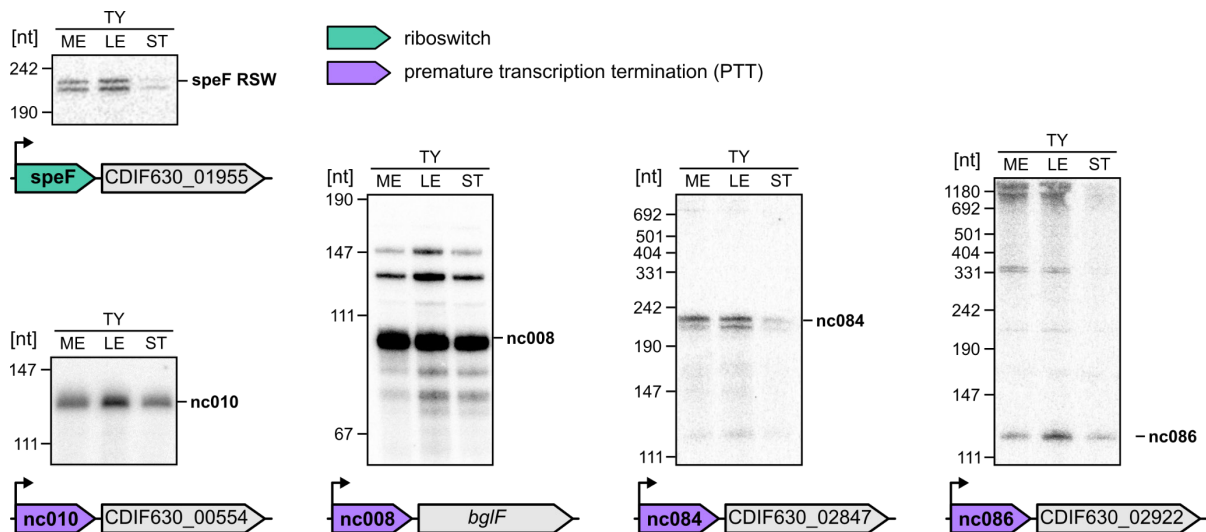 TY
[nt] ME LE ST
242
speF RSW
190
speF CDIF630_01955
riboswitch
premature transcription termination (PTT)
TY
[nt] ME LE ST
147
nc010
111
nc010 CDIF630_00554
TY
[nt] ME LE ST
190
147
111
nc008
67
nc008 bglF
TY
[nt] ME LE ST
692
501
404
331
242
nc084
190
147
111
nc084 CDIF630_02847
TY
[nt] ME LE ST
1180
692
501
404
331
242
190
147
nc086
111
nc086 CDIF630_02922